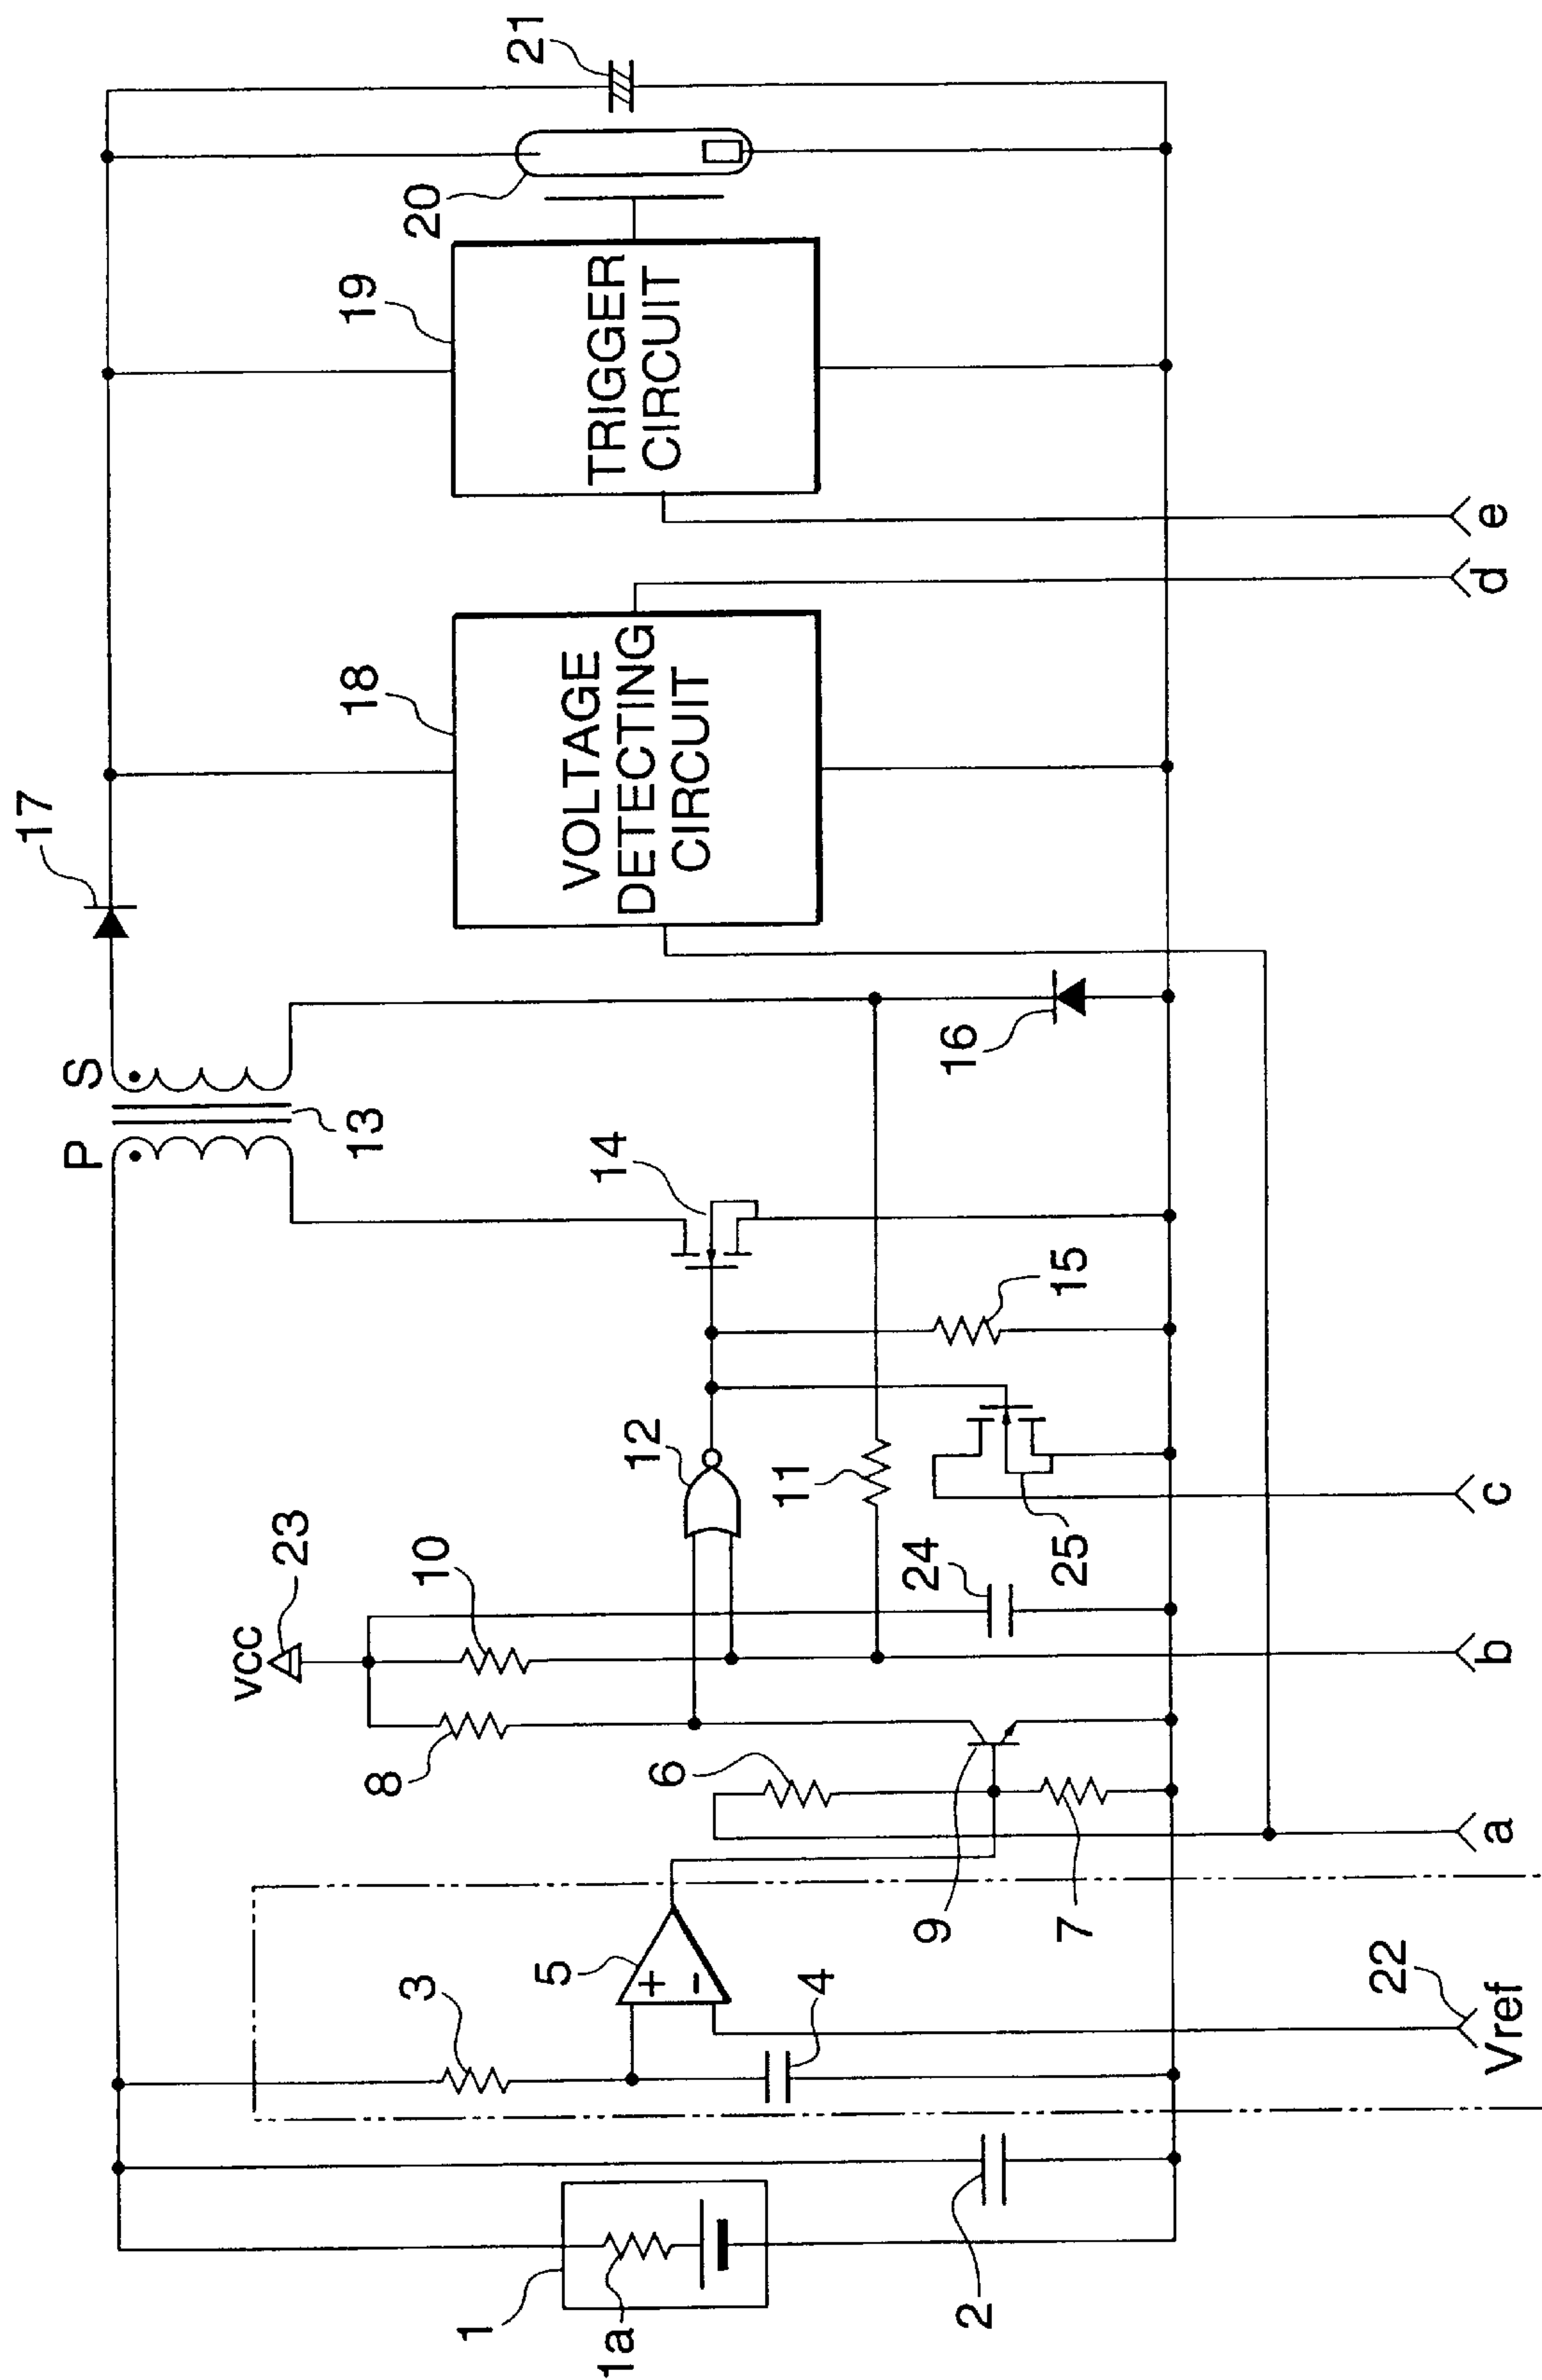 17
P
S
13
18
VOLTAGE
DETECTING
CIRCUIT
19
TRIGGER
CIRCUIT
20
21
vcc
23
14
10
12
8
6
11
15
16
24
25
9
7
3
5
+
−
4
1
1a
2
22
Vref
a
b
c
d
e